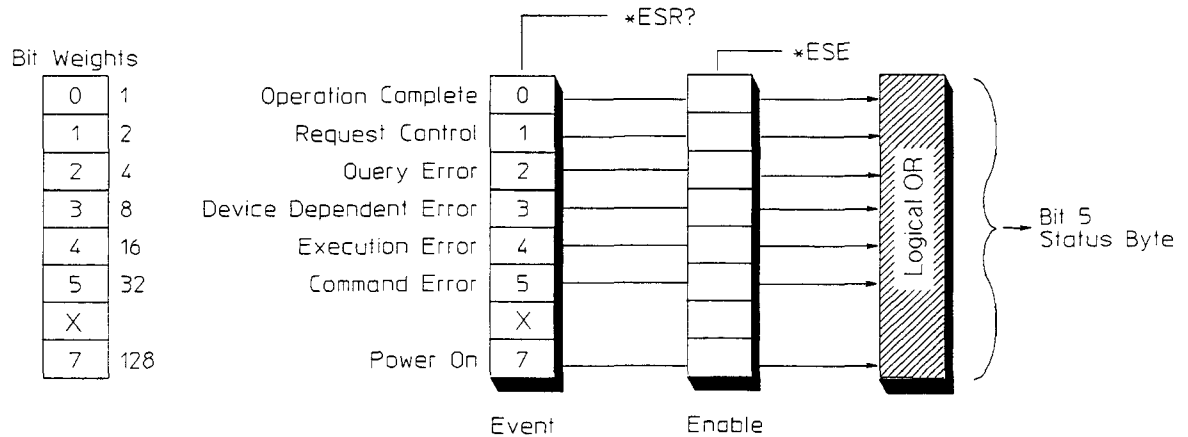 *ESR?
*ESE
Bit Weights
0 1 Operation Complete 0
1 2 Request Control 1
2 4 Query Error 2
3 8 Device Dependent Error 3
4 16 Execution Error 4
5 32 Command Error 5
X X
7 128 Power On 7
Logical OR
Bit 5
Status Byte
Event Enable